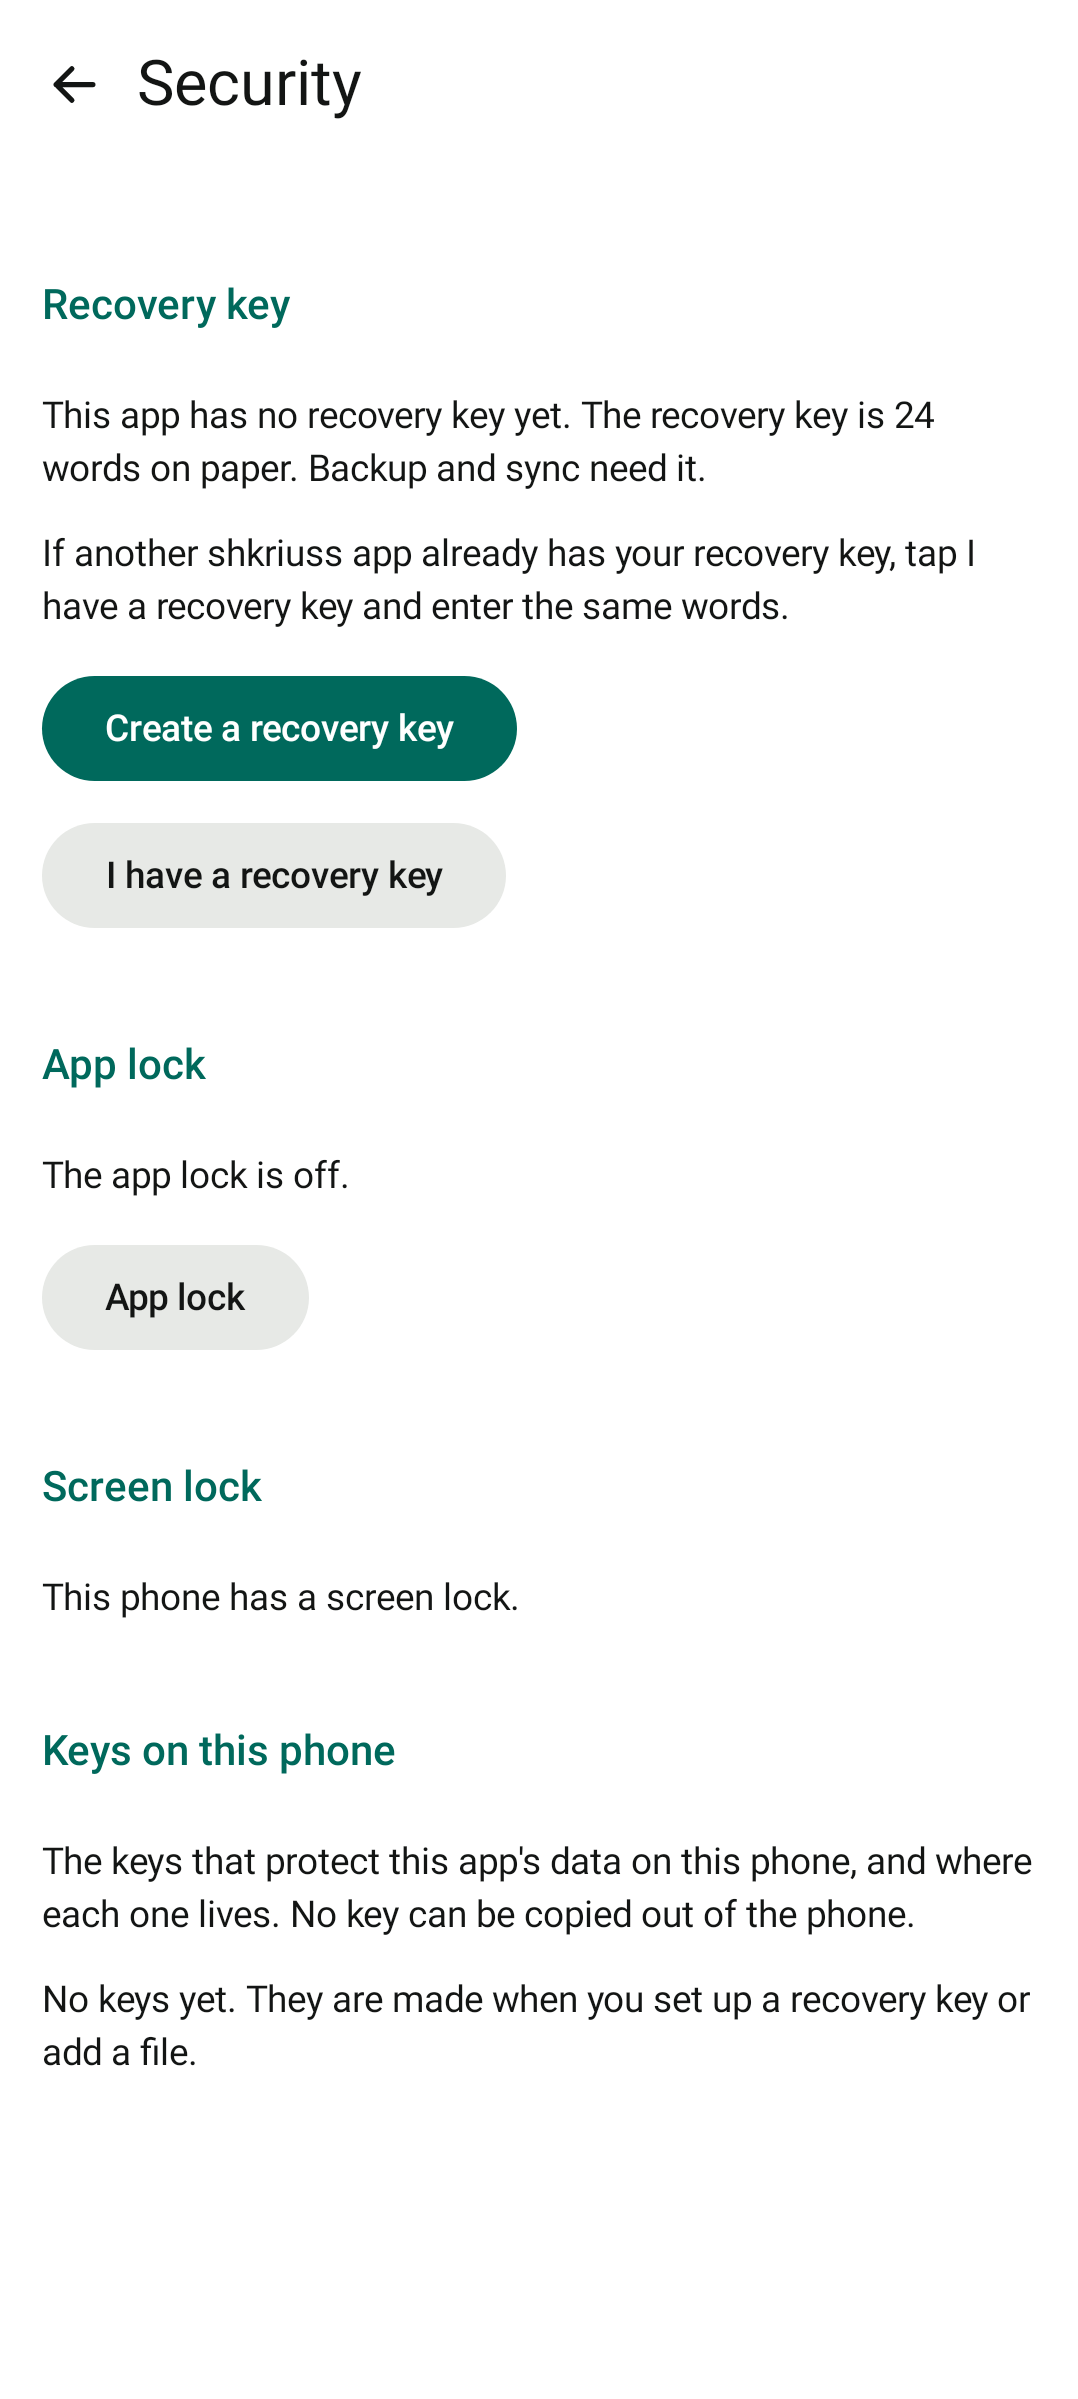 Security
Recovery key
This app has no recovery key yet. The recovery key is 24
words on paper. Backup and sync need it.
If another shkriuss app already has your recovery key, tap I
have a recovery key and enter the same words.
Create a recovery key
I have a recovery key
App lock
The app lock is off.
App lock
Screen lock
This phone has a screen lock.
Keys on this phone
The keys that protect this app's data on this phone, and where
each one lives. No key can be copied out of the phone.
No keys yet. They are made when you set up a recovery key or
add a file.